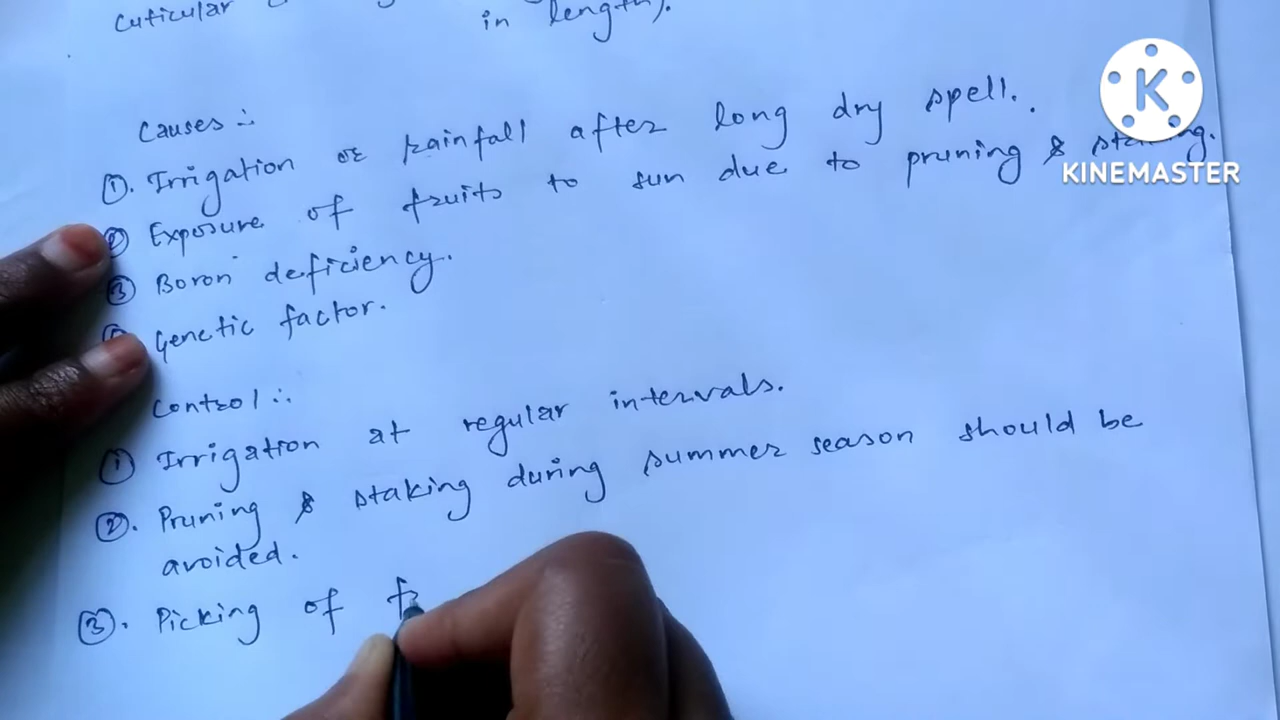 Cuticular
in length).
Causes :-
①. Irrigation or rainfall after long dry spell.
② Exposure of fruits to sun due to pruning &
③ Boron deficiency.
Genetic factor.
Control :-
① Irrigation at regular intervals.
②. Pruning & staking during summer season should be
avoided.
③. Picking of
K
KINEMASTER